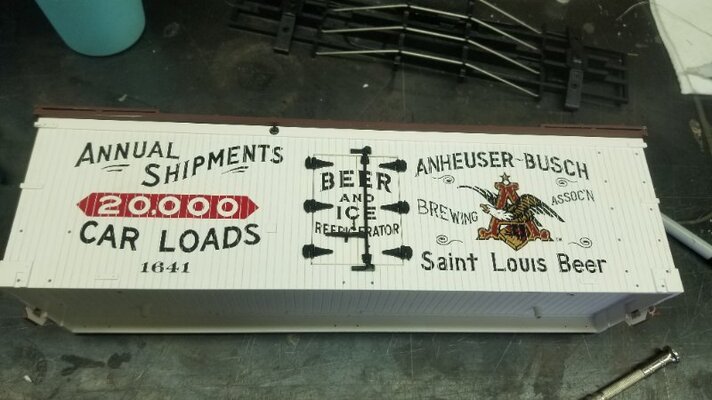 ANNUAL
SHIPMENTS
20,000
CAR LOADS
1641
BEER
AND
ICE
REFRIGERATOR
ANHEUSER-BUSCH
BREWING ASSOC'N
A
Saint Louis Beer